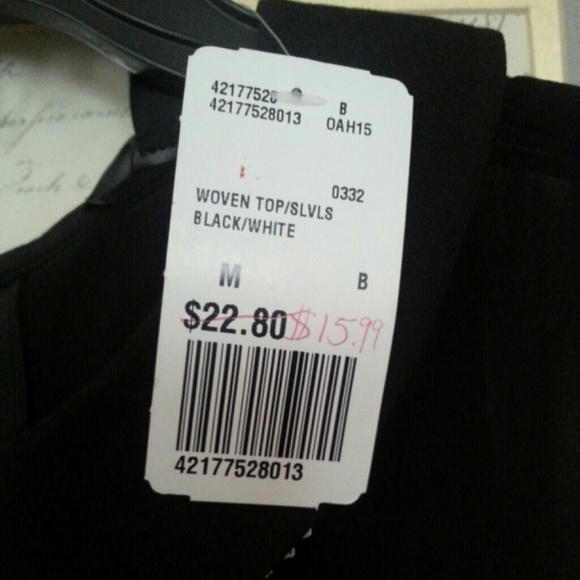 42177528 B
42177528013 OAH15
0332
WOVEN TOP/SLVLS
BLACK/WHITE
M B
$22.80 $15.99
42177528013